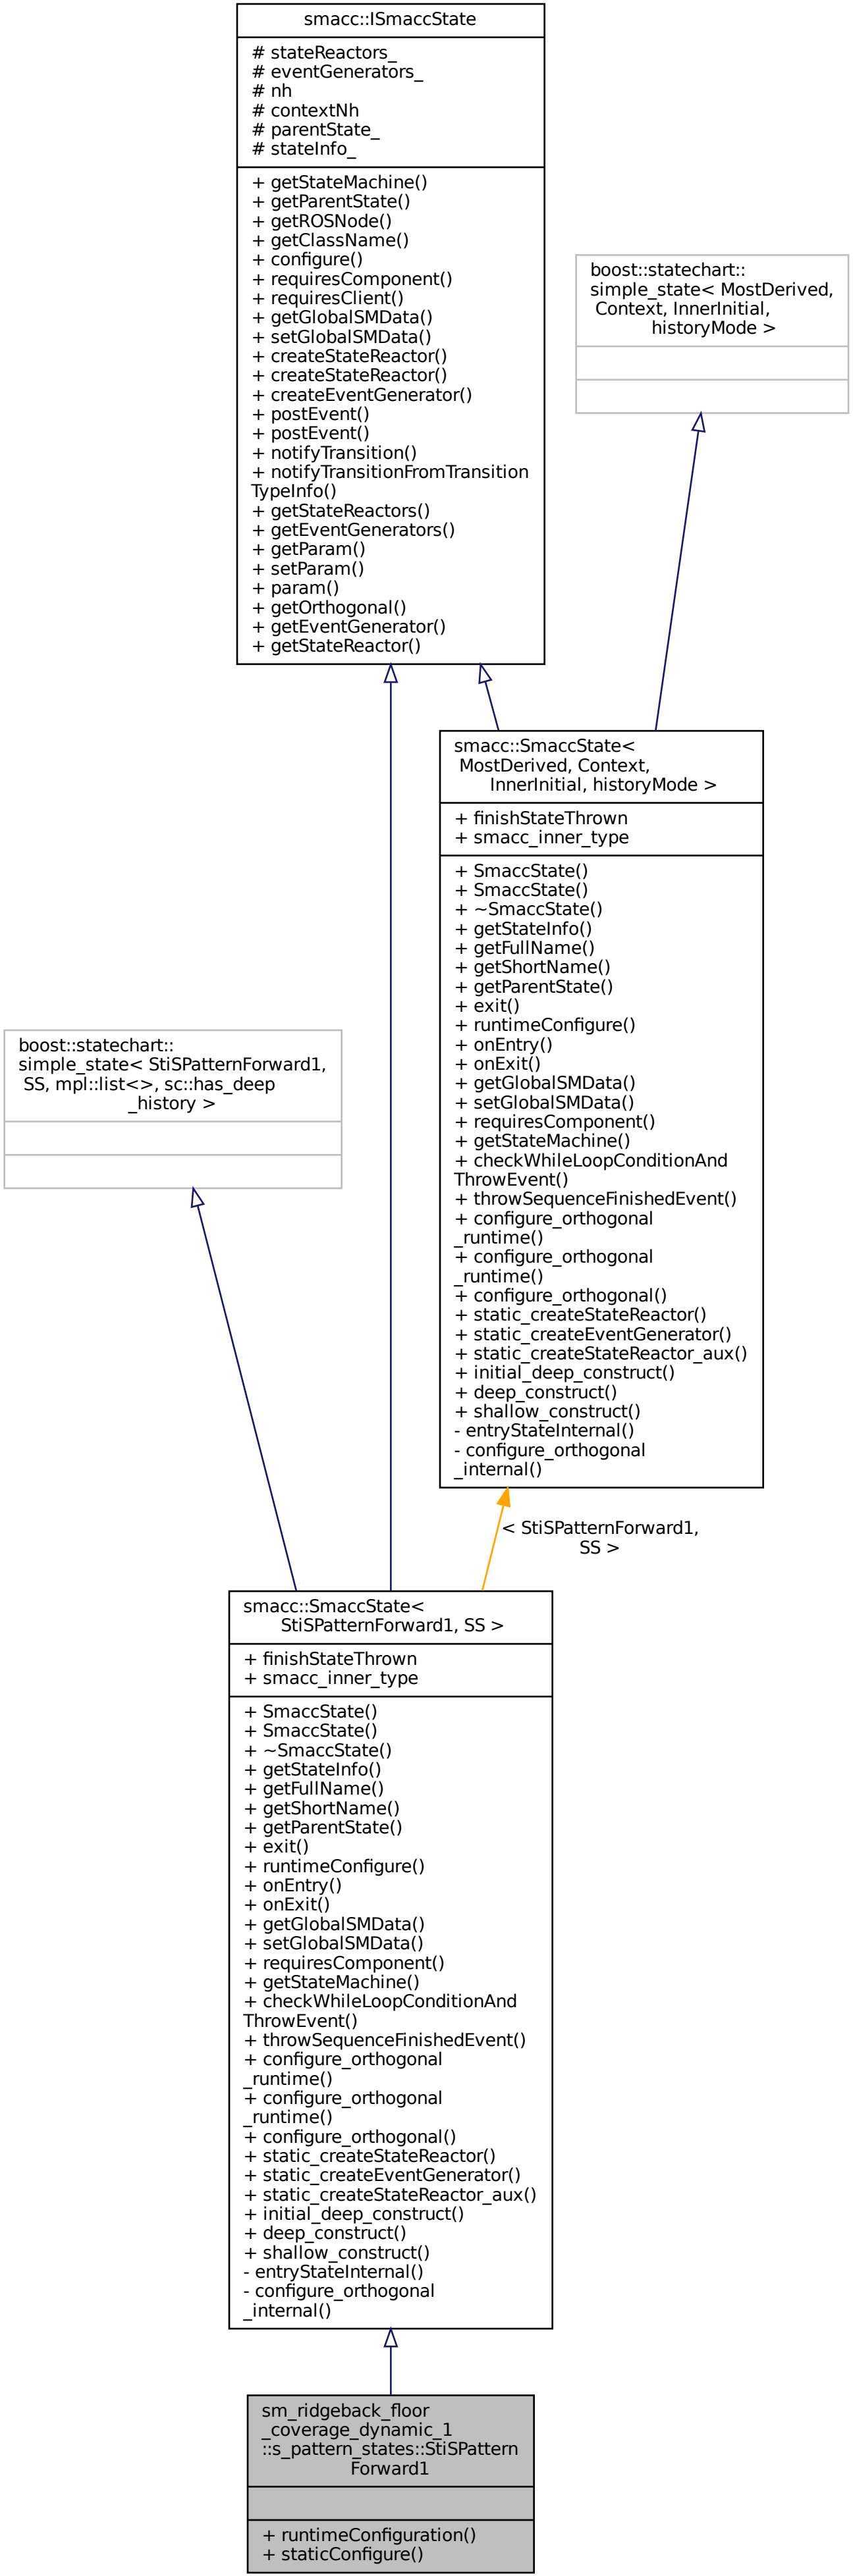 smacc::ISmaccState
# stateReactors_
# eventGenerators_
# nh
# contextNh
# parentState_
# stateInfo_
+ getStateMachine()
+ getParentState()
+ getROSNode()
+ getClassName()
+ configure()
+ requiresComponent()
+ requiresClient()
+ getGlobalSMData()
+ setGlobalSMData()
+ createStateReactor()
+ createStateReactor()
+ createEventGenerator()
+ postEvent()
+ postEvent()
+ notifyTransition()
+ notifyTransitionFromTransition
TypeInfo()
+ getStateReactors()
+ getEventGenerators()
+ getParam()
+ setParam()
+ param()
+ getOrthogonal()
+ getEventGenerator()
+ getStateReactor()
boost::statechart::
simple_state< MostDerived,
Context, InnerInitial,
historyMode >
smacc::SmaccState<
MostDerived, Context,
InnerInitial, historyMode >
+ finishStateThrown
+ smacc_inner_type
+ SmaccState()
+ SmaccState()
+ ~SmaccState()
+ getStateInfo()
+ getFullName()
+ getShortName()
+ getParentState()
+ exit()
+ runtimeConfigure()
+ onEntry()
+ onExit()
+ getGlobalSMData()
+ setGlobalSMData()
+ requiresComponent()
+ getStateMachine()
+ checkWhileLoopConditionAnd
ThrowEvent()
+ throwSequenceFinishedEvent()
+ configure_orthogonal
_runtime()
+ configure_orthogonal
_runtime()
+ configure_orthogonal()
+ static_createStateReactor()
+ static_createEventGenerator()
+ static_createStateReactor_aux()
+ initial_deep_construct()
+ deep_construct()
+ shallow_construct()
- entryStateInternal()
- configure_orthogonal
_internal()
boost::statechart::
simple_state< StiSPatternForward1,
SS, mpl::list<>, sc::has_deep
_history >
< StiSPatternForward1,
SS >
smacc::SmaccState<
StiSPatternForward1, SS >
+ finishStateThrown
+ smacc_inner_type
+ SmaccState()
+ SmaccState()
+ ~SmaccState()
+ getStateInfo()
+ getFullName()
+ getShortName()
+ getParentState()
+ exit()
+ runtimeConfigure()
+ onEntry()
+ onExit()
+ getGlobalSMData()
+ setGlobalSMData()
+ requiresComponent()
+ getStateMachine()
+ checkWhileLoopConditionAnd
ThrowEvent()
+ throwSequenceFinishedEvent()
+ configure_orthogonal
_runtime()
+ configure_orthogonal
_runtime()
+ configure_orthogonal()
+ static_createStateReactor()
+ static_createEventGenerator()
+ static_createStateReactor_aux()
+ initial_deep_construct()
+ deep_construct()
+ shallow_construct()
- entryStateInternal()
- configure_orthogonal
_internal()
sm_ridgeback_floor
_coverage_dynamic_1
::s_pattern_states::StiSPattern
Forward1
+ runtimeConfiguration()
+ staticConfigure()